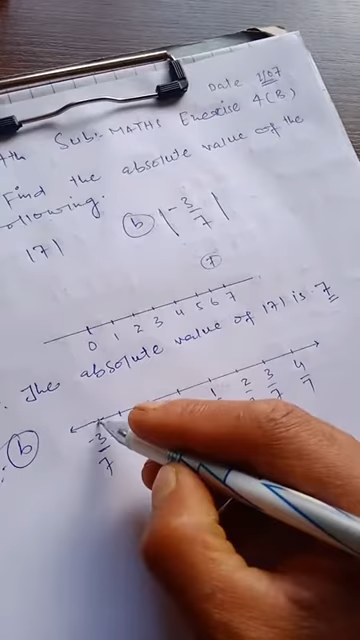 Date 1/07
th Sub:- MATHS Exercise 4(B)
Find the absolute value of the
following.
|7|
(b) |-3/7|
(7)
0 1 2 3 4 5 6 7
The absolute value of |7| is 7
(b)
-3/7 1 2 3/7 4/7